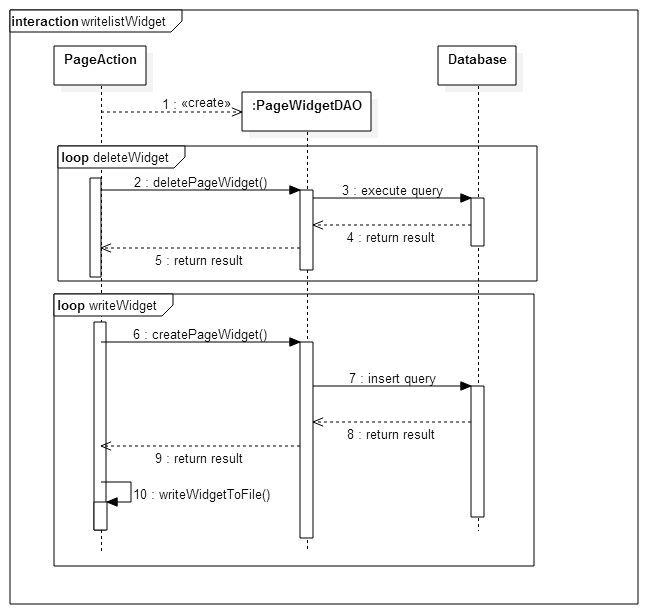 interaction writelistWidget
PageAction
Database
1 : «create»
:PageWidgetDAO
loop deleteWidget
2 : deletePageWidget()
3 : execute query
4 : return result
5 : return result
loop writeWidget
6 : createPageWidget()
7 : insert query
8 : return result
9 : return result
10 : writeWidgetToFile()